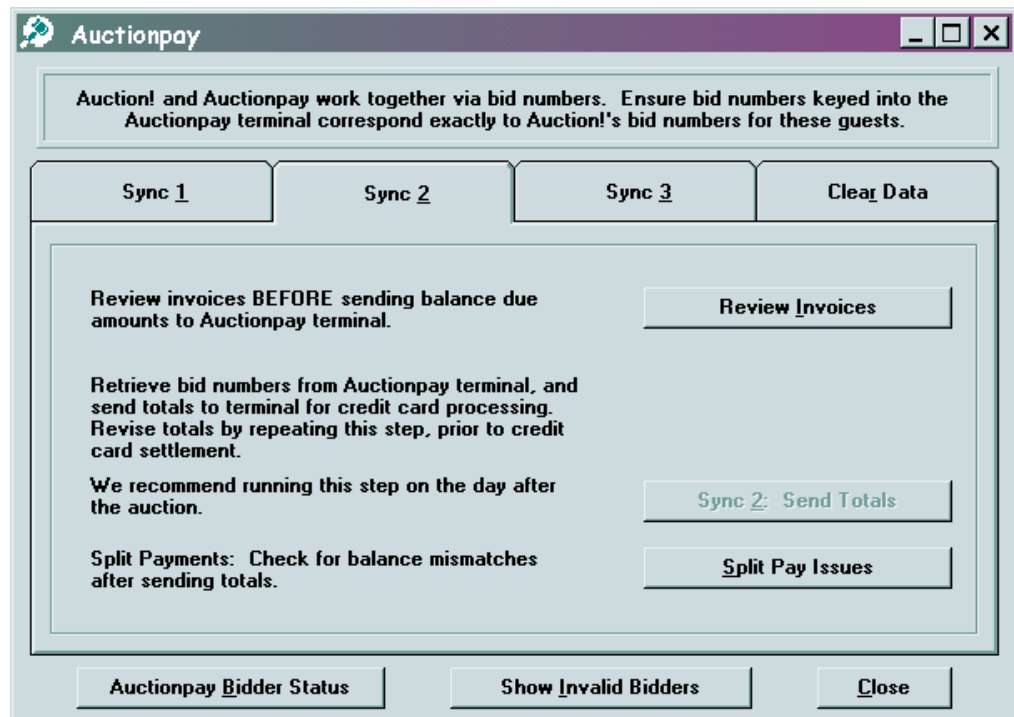 Auctionpay
Auction! and Auctionpay work together via bid numbers. Ensure bid numbers keyed into the
Auctionpay terminal correspond exactly to Auction!'s bid numbers for these guests.
Sync 1
Sync 2
Sync 3
Clear Data
Review invoices BEFORE sending balance due
amounts to Auctionpay terminal.
Review Invoices
Retrieve bid numbers from Auctionpay terminal, and
send totals to terminal for credit card processing.
Revise totals by repeating this step, prior to credit
card settlement.
We recommend running this step on the day after
the auction.
Sync 2: Send Totals
Split Payments: Check for balance mismatches
after sending totals.
Split Pay Issues
Auctionpay Bidder Status
Show Invalid Bidders
Close